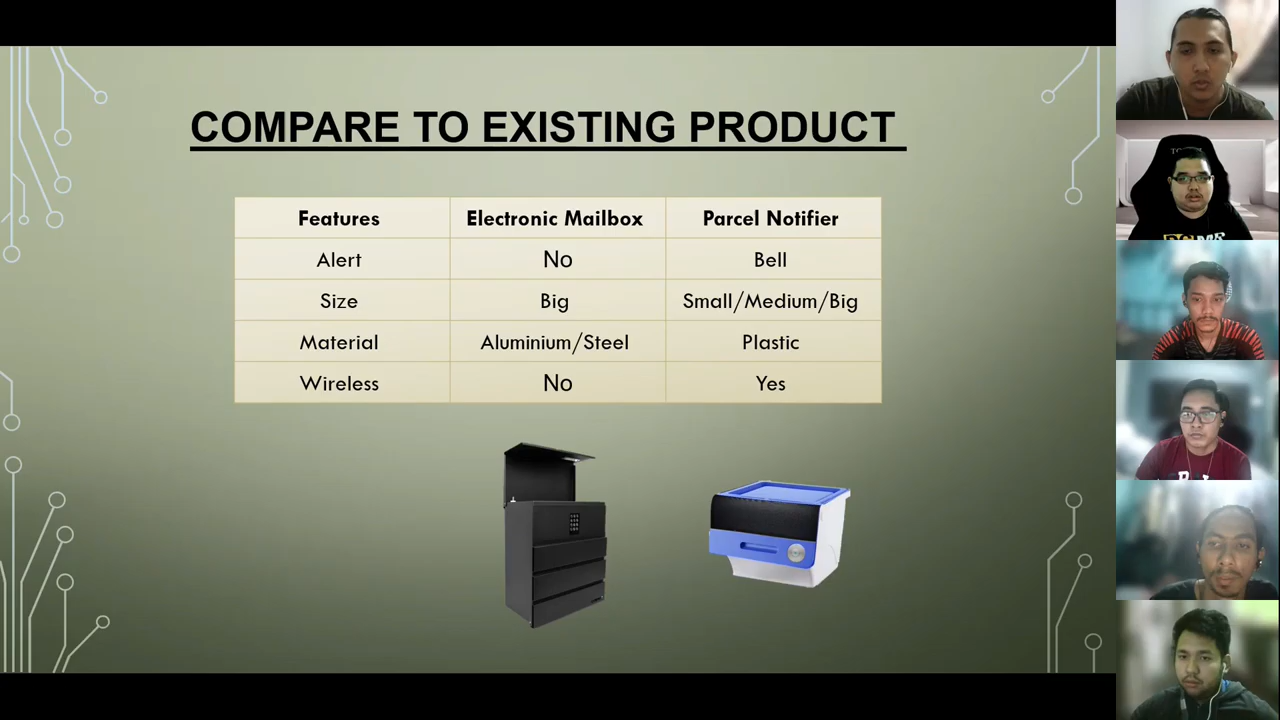 COMPARE TO EXISTING PRODUCT
Features Electronic Mailbox Parcel Notifier
Alert No Bell
Size Big Small/Medium/Big
Material Aluminium/Steel Plastic
Wireless No Yes